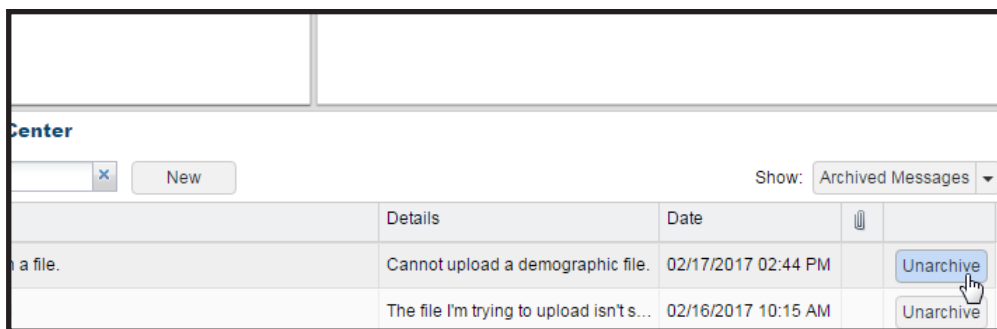 Center
New Show: Archived Messages
Details Date
a file. Cannot upload a demographic file. 02/17/2017 02:44 PM Unarchive
The file I'm trying to upload isn't s... 02/16/2017 10:15 AM Unarchive